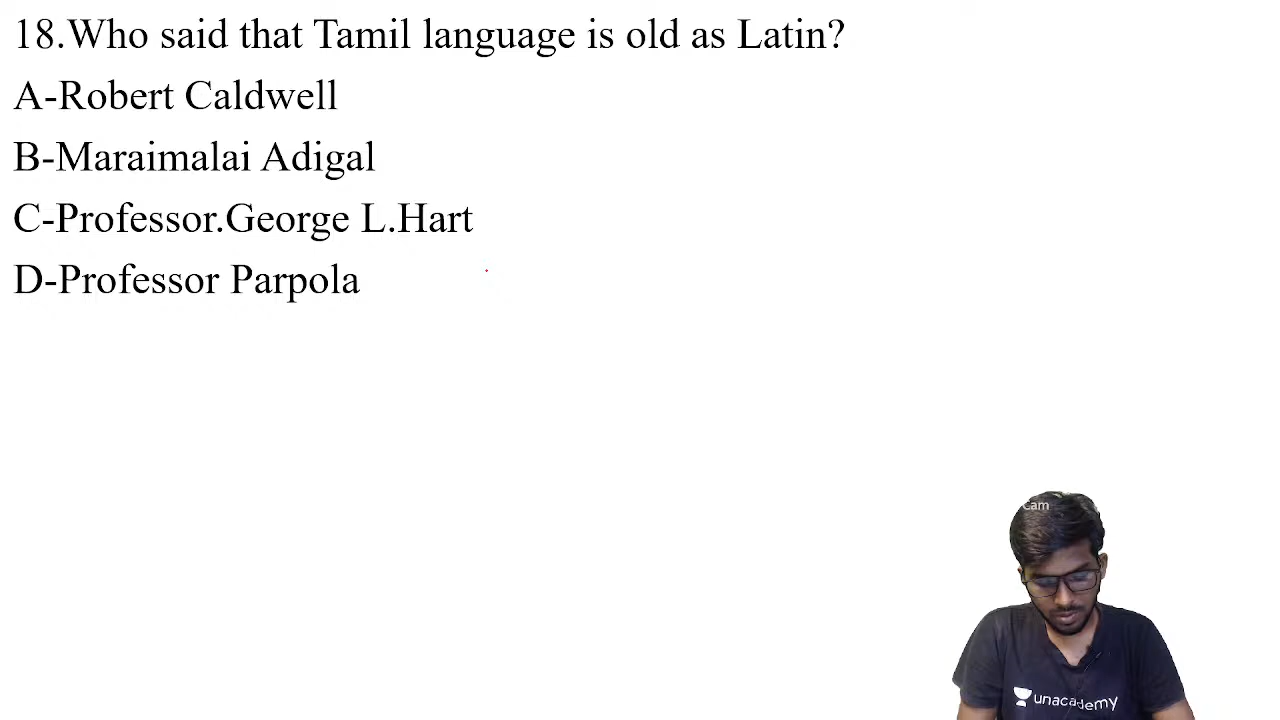 18.Who said that Tamil language is old as Latin?
A-Robert Caldwell
B-Maraimalai Adigal
C-Professor.George L.Hart
D-Professor Parpola
Cam
unacademy